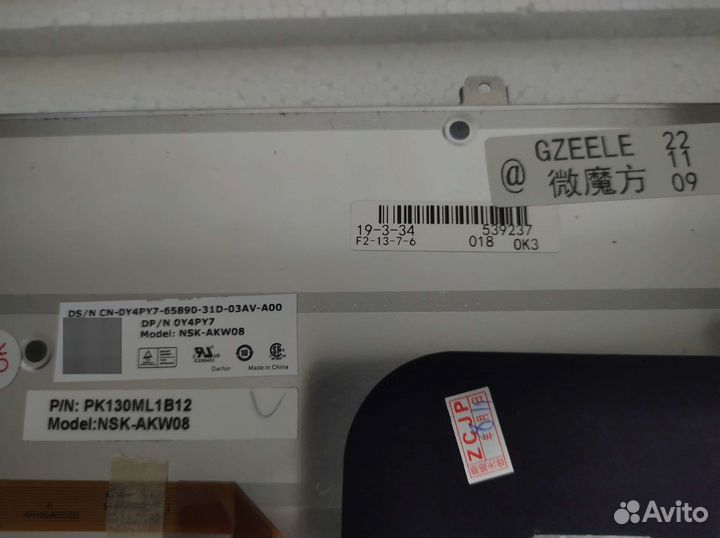 GZEELE
@ 微魔方
22
11
09
19-3-34 539237
F2-13-7-6 018 0K3
DS/N CN-0Y4PY7-65890-31D-03AV-A00
DP/N 0Y4PY7
Model: NSK-AKW08
Darfon Made in China
P/N: PK130ML1B12
Model:NSK-AKW08
OK
ZCJP
Avito